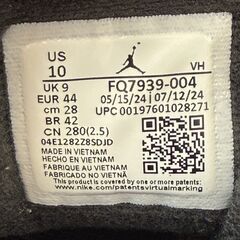 US
10
VH
UK 9
EUR 44
cm 28
BR 42
CN 280(2.5)
FQ7939-004
05/15/24 07/12/24
UPC 00197601028271
04E1282Z8SDJD
MADE IN VIETNAM
HECHO EN VIETNAM
FABRIQUÉ AU VIETNAM
FABRICADO NO VIETNÃ
This product is covered by one or more patents. See
www.nike.com/patentsvirtualmarking